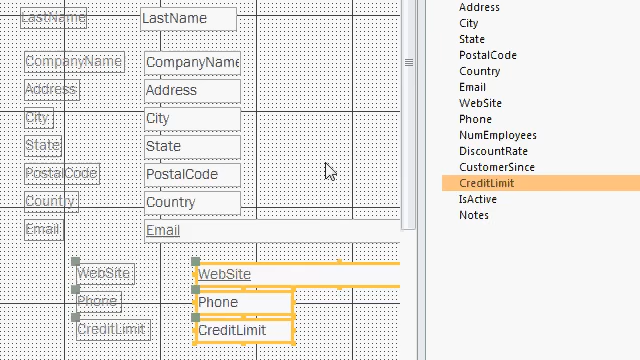 LastName LastName
CompanyName CompanyName
Address Address
City City
State State
PostalCode PostalCode
Country Country
Email Email
WebSite WebSite
Phone Phone
CreditLimit CreditLimit
Address
City
State
PostalCode
Country
Email
WebSite
Phone
NumEmployees
DiscountRate
CustomerSince
CreditLimit
IsActive
Notes